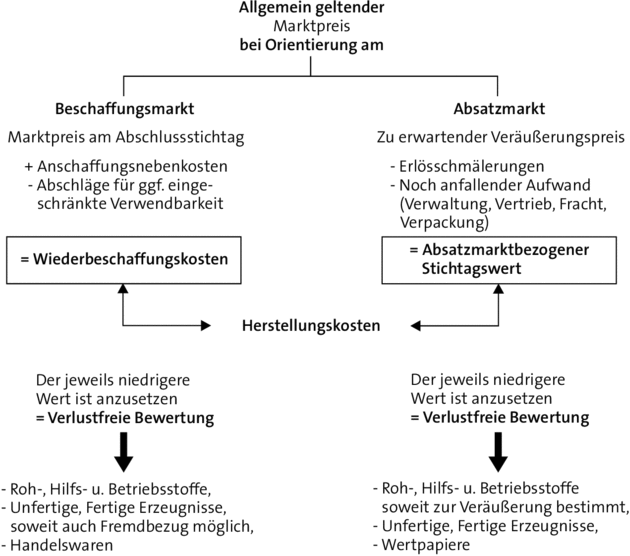 Allgemein geltender
Marktpreis
bei Orientierung am
Beschaffungsmarkt
Marktpreis am Abschlussstichtag
+ Anschaffungsnebenkosten
- Abschläge für ggf. einge-
schränkte Verwendbarkeit
= Wiederbeschaffungskosten
Absatzmarkt
Zu erwartender Veräußerungspreis
- Erlösschmälerungen
- Noch anfallender Aufwand
(Verwaltung, Vertrieb, Fracht,
Verpackung)
= Absatzmarktbezogener
Stichtagswert
Herstellungskosten
Der jeweils niedrigere
Wert ist anzusetzen
= Verlustfreie Bewertung
- Roh-, Hilfs- u. Betriebsstoffe,
- Unfertige, Fertige Erzeugnisse,
soweit auch Fremdbezug möglich,
- Handelswaren
Der jeweils niedrigere
Wert ist anzusetzen
= Verlustfreie Bewertung
- Roh-, Hilfs- u. Betriebsstoffe
soweit zur Veräußerung bestimmt,
- Unfertige, Fertige Erzeugnisse,
- Wertpapiere